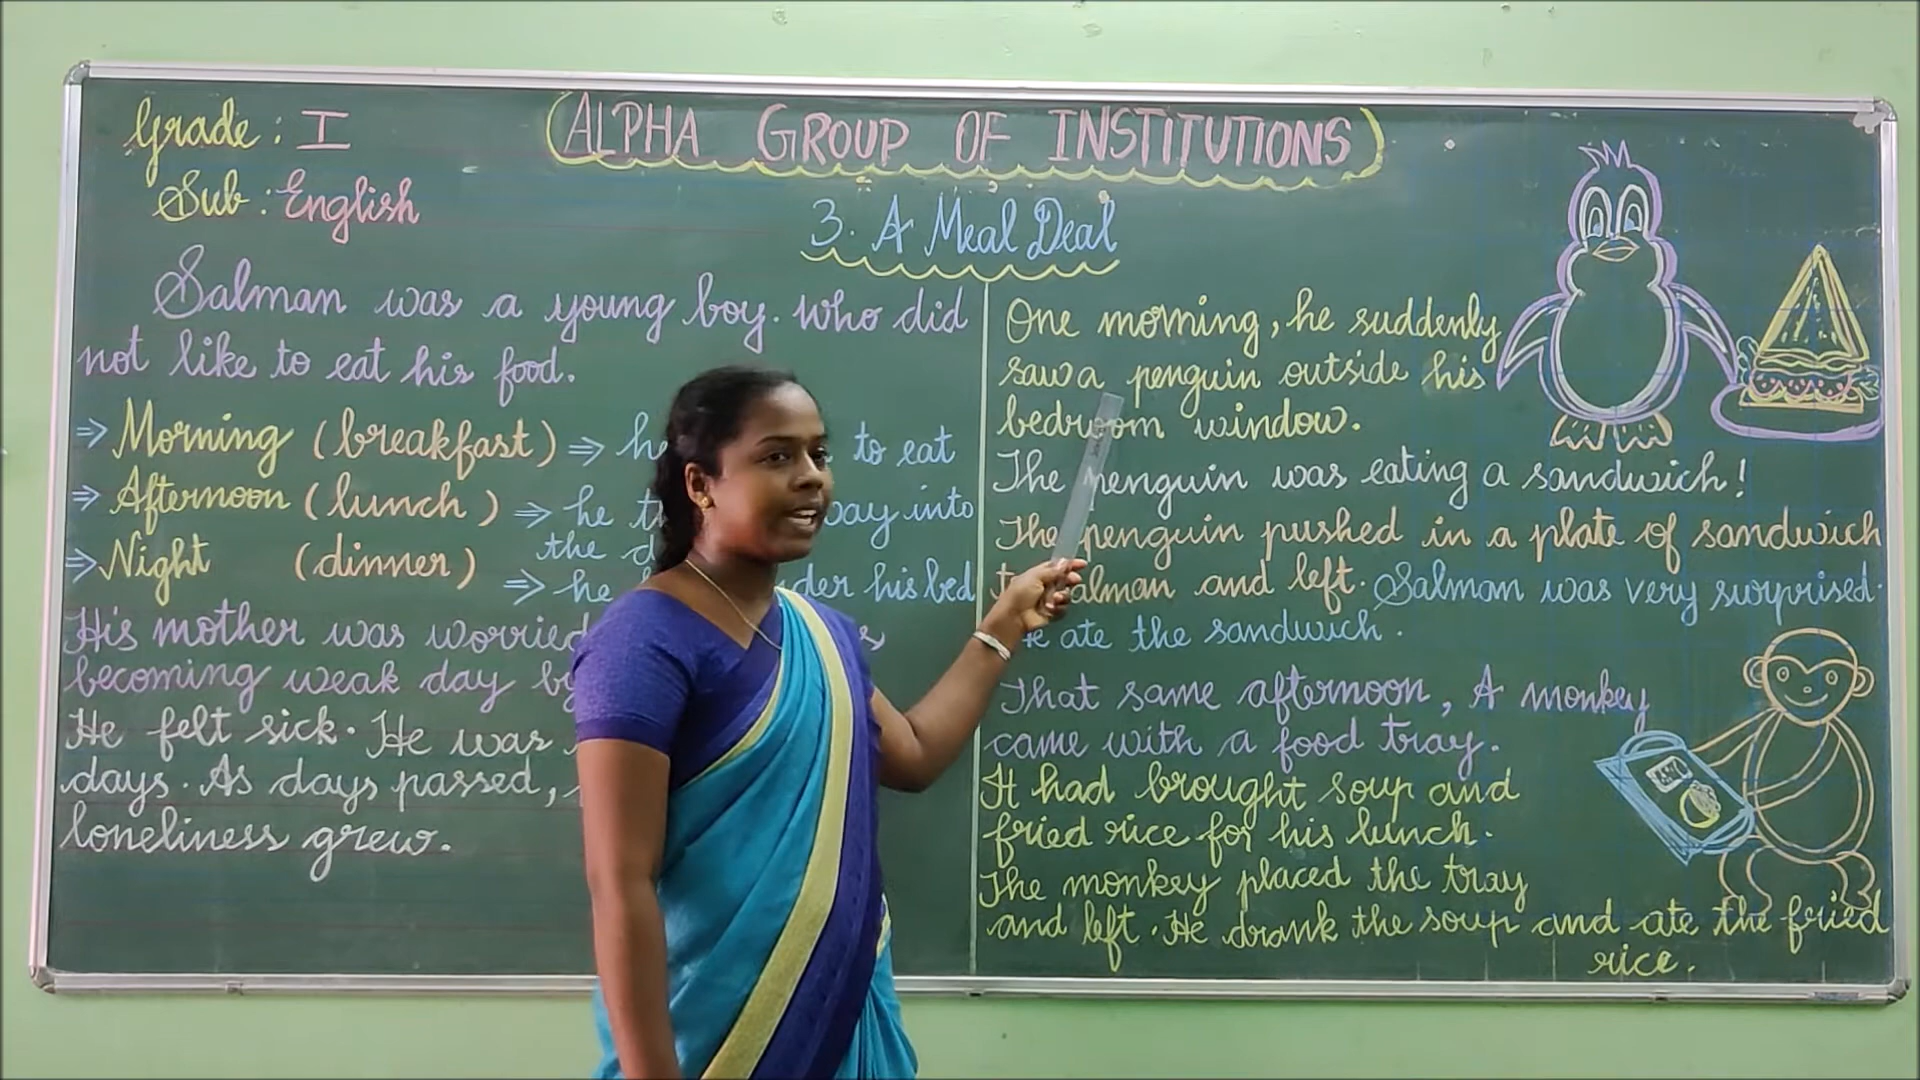 Grade : I
ALPHA GROUP OF INSTITUTIONS
Sub : English
3. A Meal Deal
Salman was a young boy. who did
not like to eat his food.
⇒ Morning (breakfast) ⇒ he to eat
⇒ Afternoon (lunch) ⇒ he into
the
⇒ Night (dinner) ⇒ he his bed
His mother was worried
becoming weak day
He felt sick. He was
days. As days passed,
loneliness grew.
One morning, he suddenly
saw a penguin outside his
bedroom window.
The penguin was eating a sandwich!
The penguin pushed in a plate of sandwich
Salman and left. Salman was very surprised.
ate the sandwich.
That same afternoon, A monkey
came with a food tray.
It had brought soup and
fried rice for his lunch.
The monkey placed the tray
and left. He drank the soup and ate the fried
rice.